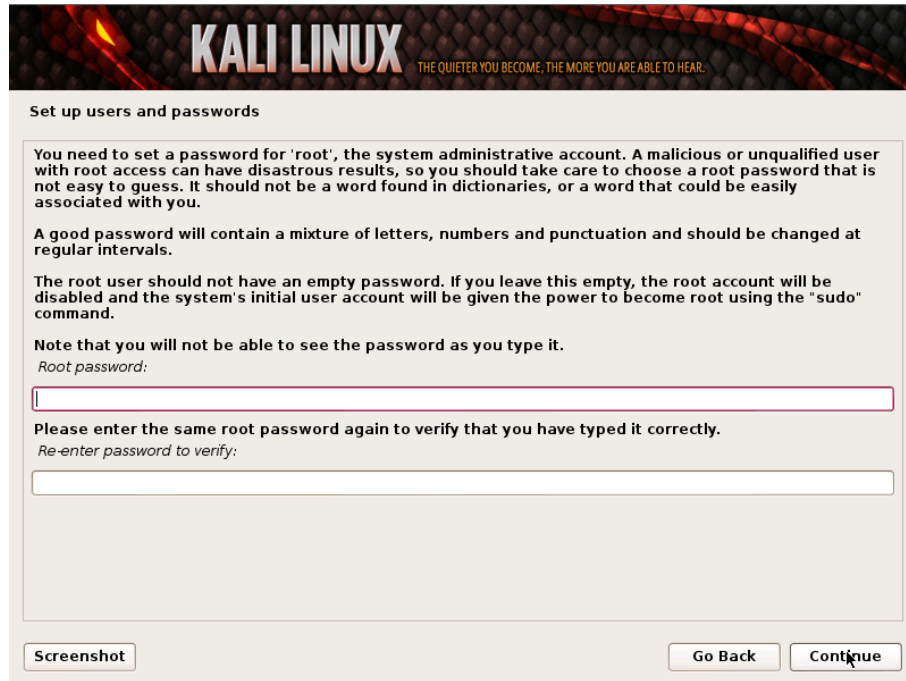 KALI LINUX THE QUIETER YOU BECOME, THE MORE YOU ARE ABLE TO HEAR.
Set up users and passwords
You need to set a password for 'root', the system administrative account. A malicious or unqualified user
with root access can have disastrous results, so you should take care to choose a root password that is
not easy to guess. It should not be a word found in dictionaries, or a word that could be easily
associated with you.
A good password will contain a mixture of letters, numbers and punctuation and should be changed at
regular intervals.
The root user should not have an empty password. If you leave this empty, the root account will be
disabled and the system's initial user account will be given the power to become root using the "sudo"
command.
Note that you will not be able to see the password as you type it.
Root password:
Please enter the same root password again to verify that you have typed it correctly.
Re-enter password to verify:
Screenshot Go Back Continue